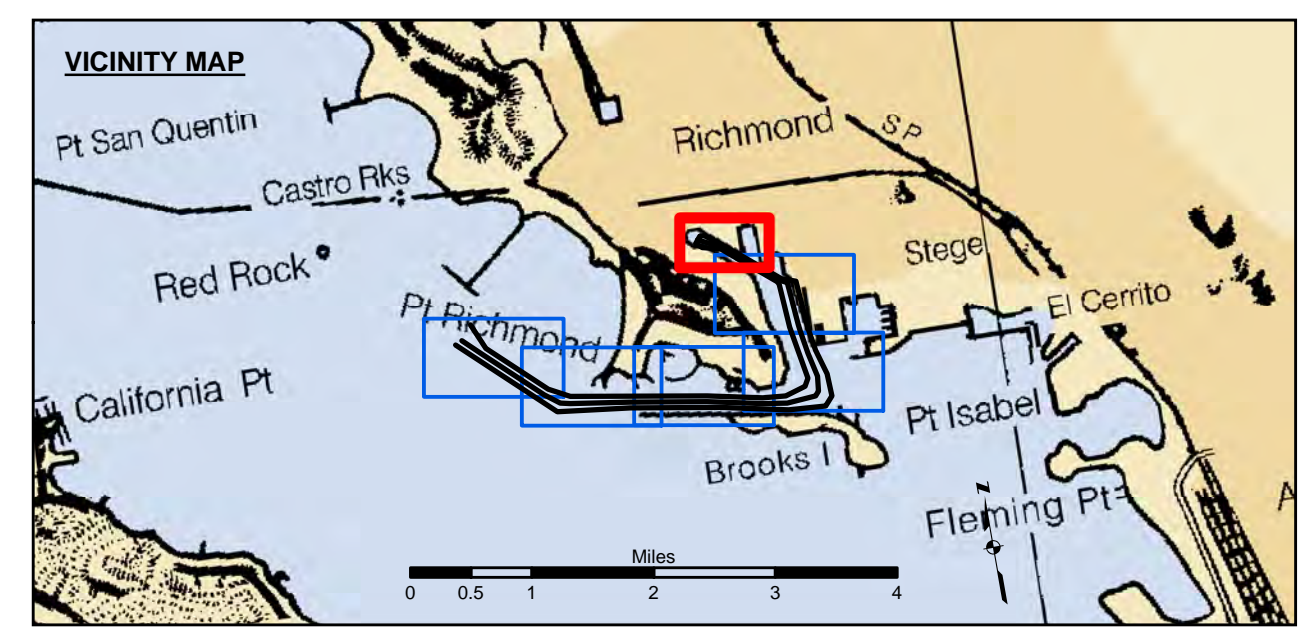 VICINITY MAP
Pt San Quentin
Richmond
SP
Castro Rks
Red Rock
Stege
El Cerrito
Pt Richmond
California Pt
Pt Isabel
Brooks I
Fleming Pt
A
N
Miles
0 0.5 1 2 3 4